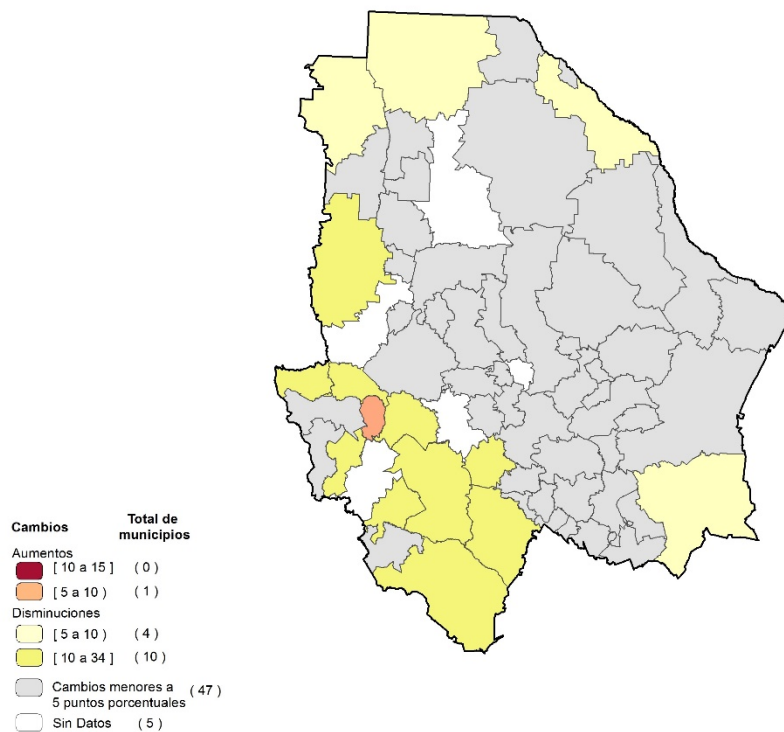 Cambios Total de municipios
Aumentos
[ 10 a 15 ] ( 0 )
[ 5 a 10 ) ( 1 )
Disminuciones
[ 5 a 10 ) ( 4 )
[ 10 a 34 ] ( 10 )
Cambios menores a 5 puntos porcentuales ( 47 )
Sin Datos ( 5 )